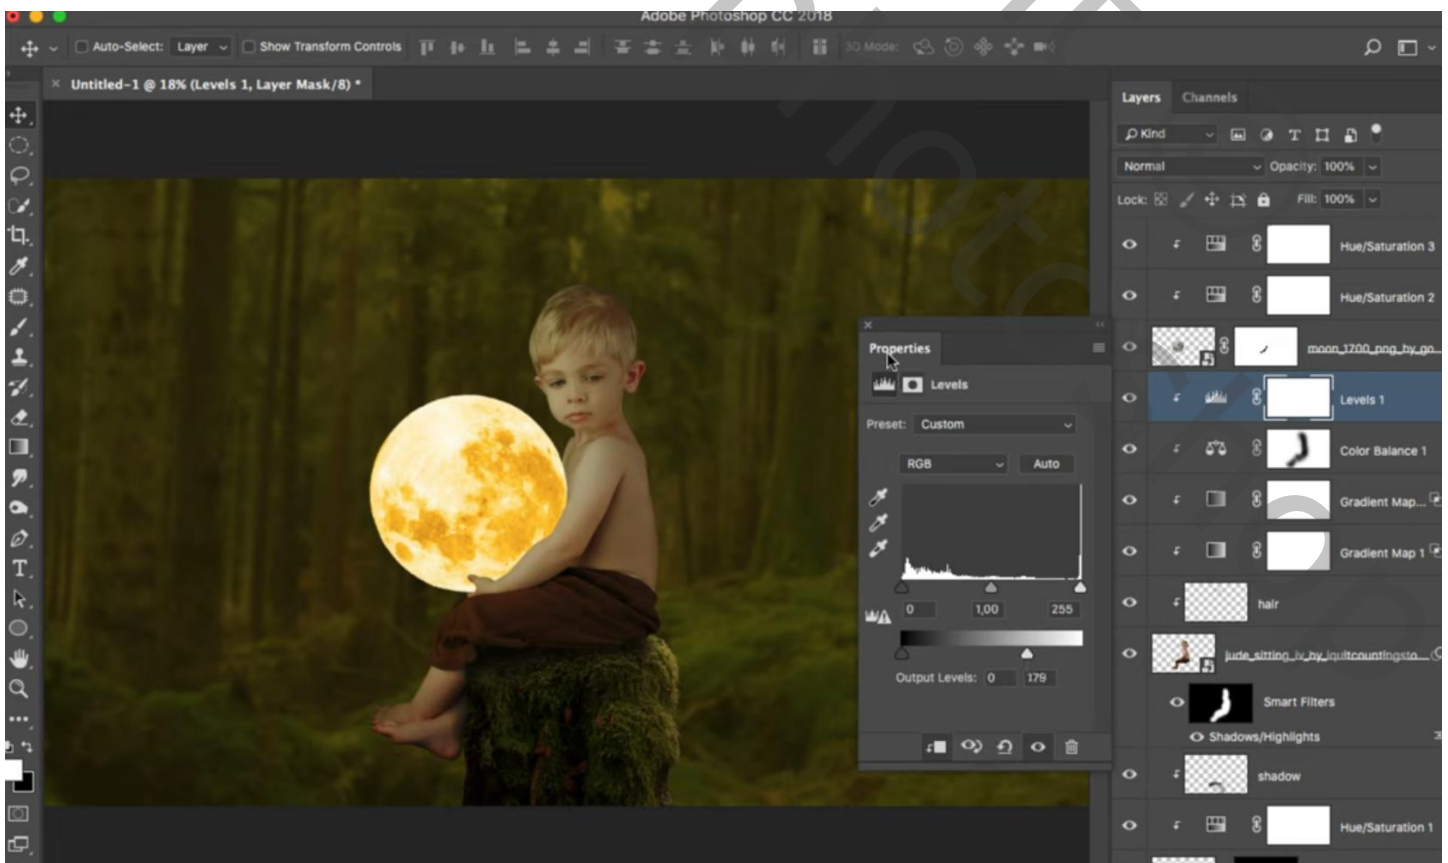 Adobe Photoshop CC 2018
Auto-Select: Layer Show Transform Controls 3D Mode:
Untitled-1 @ 18% (Levels 1, Layer Mask/8) *
Layers Channels
Kind
Normal Opacity: 100%
Lock: Fill: 100%
Hue/Saturation 3
Hue/Saturation 2
moon_1700_png_by_go...
Levels 1
Color Balance 1
Gradient Map...
Gradient Map 1
hair
jude_sitting_iv_by_iquitcountingsto...
Smart Filters
Shadows/Highlights
shadow
Hue/Saturation 1
Properties
Levels
Preset: Custom
RGB Auto
0 1,00 255
Output Levels: 0 179